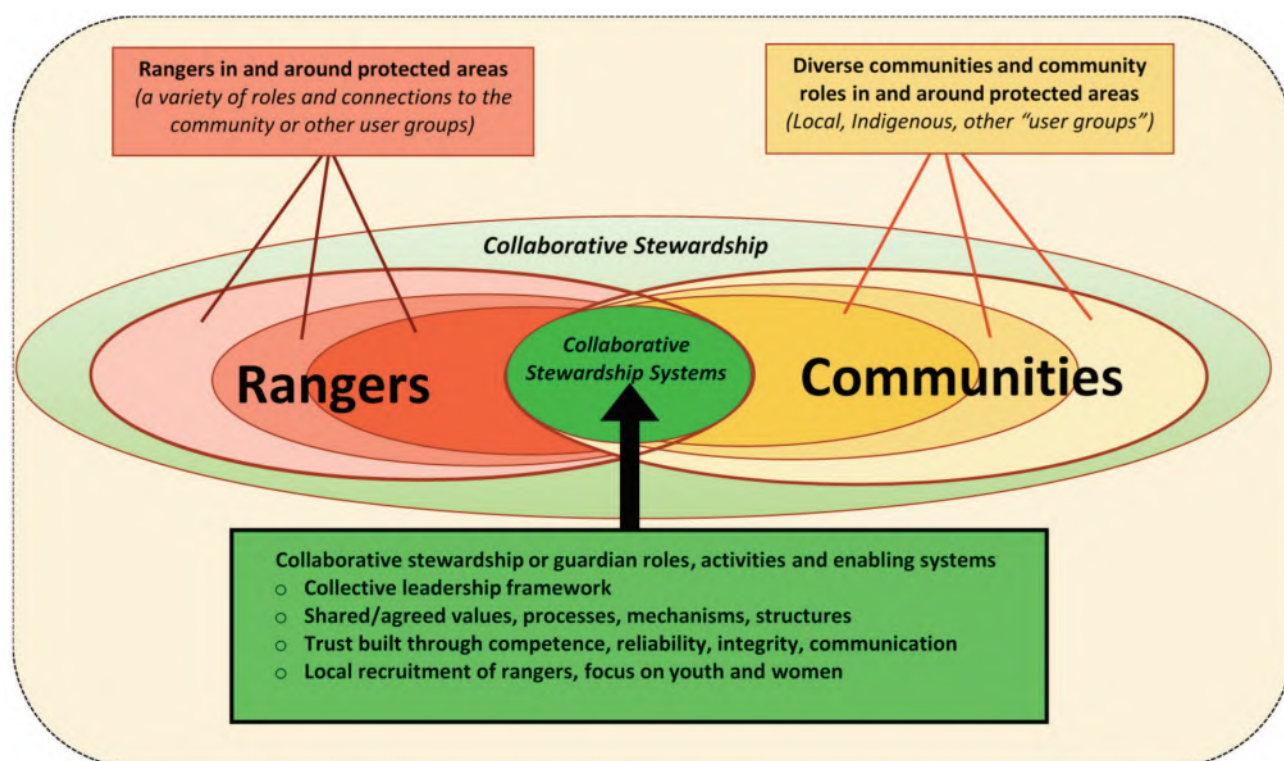 Rangers in and around protected areas
(a variety of roles and connections to the
community or other user groups)
Diverse communities and community
roles in and around protected areas
(Local, Indigenous, other “user groups”)
Collaborative Stewardship
Rangers
Collaborative
Stewardship Systems
Communities
Collaborative stewardship or guardian roles, activities and enabling systems
○ Collective leadership framework
○ Shared/agreed values, processes, mechanisms, structures
○ Trust built through competence, reliability, integrity, communication
○ Local recruitment of rangers, focus on youth and women